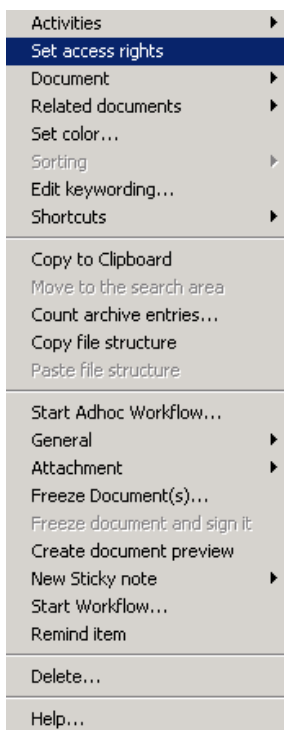 Activities
Set access rights
Document
Related documents
Set color...
Sorting
Edit keywording...
Shortcuts
Copy to Clipboard
Move to the search area
Count archive entries...
Copy file structure
Paste file structure
Start Adhoc Workflow...
General
Attachment
Freeze Document(s)...
Freeze document and sign it
Create document preview
New Sticky note
Start Workflow...
Remind item
Delete...
Help...